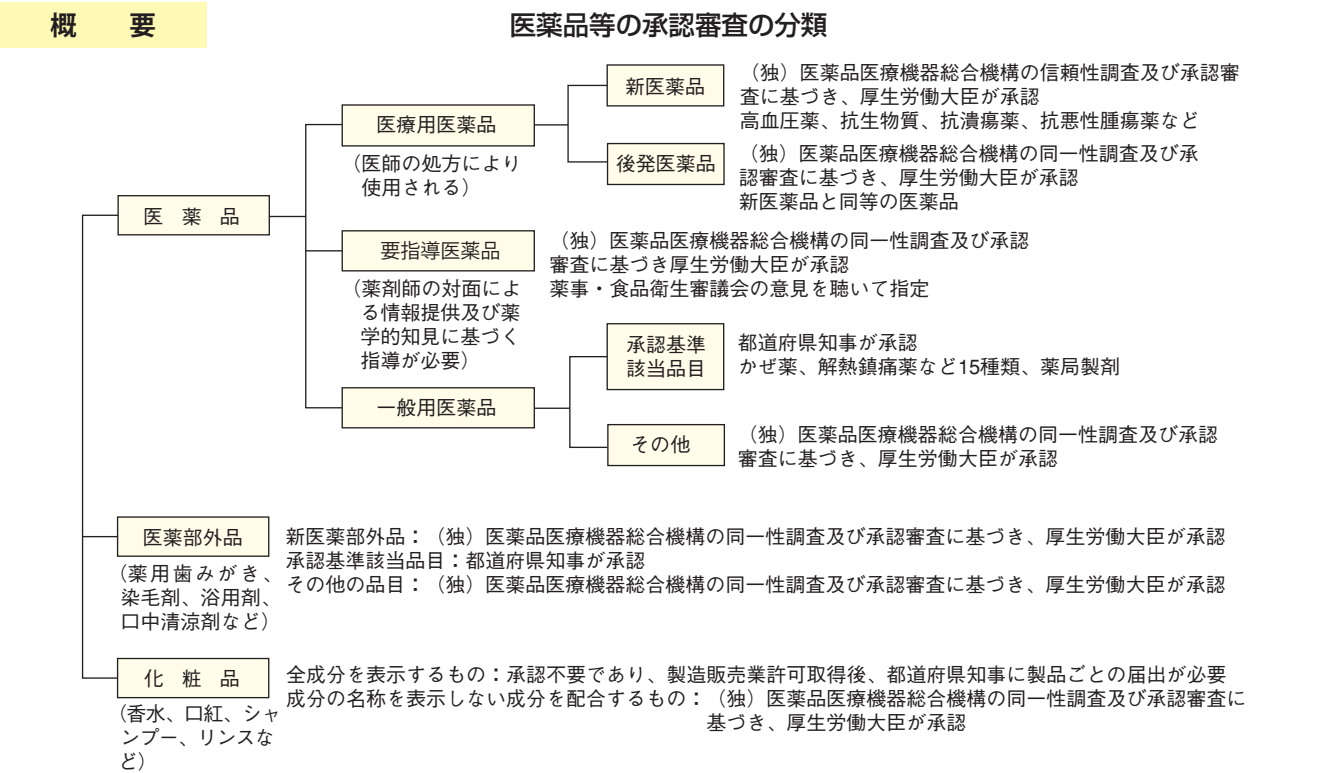 概　要
医薬品等の承認審査の分類
新医薬品
（独）医薬品医療機器総合機構の信頼性調査及び承認審
査に基づき、厚生労働大臣が承認
高血圧薬、抗生物質、抗潰瘍薬、抗悪性腫瘍薬など
医療用医薬品
（医師の処方により
使用される）
後発医薬品
（独）医薬品医療機器総合機構の同一性調査及び承
認審査に基づき、厚生労働大臣が承認
新医薬品と同等の医薬品
医　薬　品
要指導医薬品
（独）医薬品医療機器総合機構の同一性調査及び承認
審査に基づき厚生労働大臣が承認
薬事・食品衛生審議会の意見を聴いて指定
（薬剤師の対面によ
る情報提供及び薬
学的知見に基づく
指導が必要）
承認基準
該当品目
都道府県知事が承認
かぜ薬、解熱鎮痛薬など15種類、薬局製剤
一般用医薬品
その他
（独）医薬品医療機器総合機構の同一性調査及び承認
審査に基づき、厚生労働大臣が承認
医薬部外品
（薬用歯みがき、
染毛剤、浴用剤、
口中清涼剤など）
新医薬部外品：（独）医薬品医療機器総合機構の同一性調査及び承認審査に基づき、厚生労働大臣が承認
承認基準該当品目：都道府県知事が承認
その他の品目：（独）医薬品医療機器総合機構の同一性調査及び承認審査に基づき、厚生労働大臣が承認
化　粧　品
（香水、口紅、シャ
ンプー、リンスな
ど）
全成分を表示するもの：承認不要であり、製造販売業許可取得後、都道府県知事に製品ごとの届出が必要
成分の名称を表示しない成分を配合するもの：（独）医薬品医療機器総合機構の同一性調査及び承認審査に
基づき、厚生労働大臣が承認